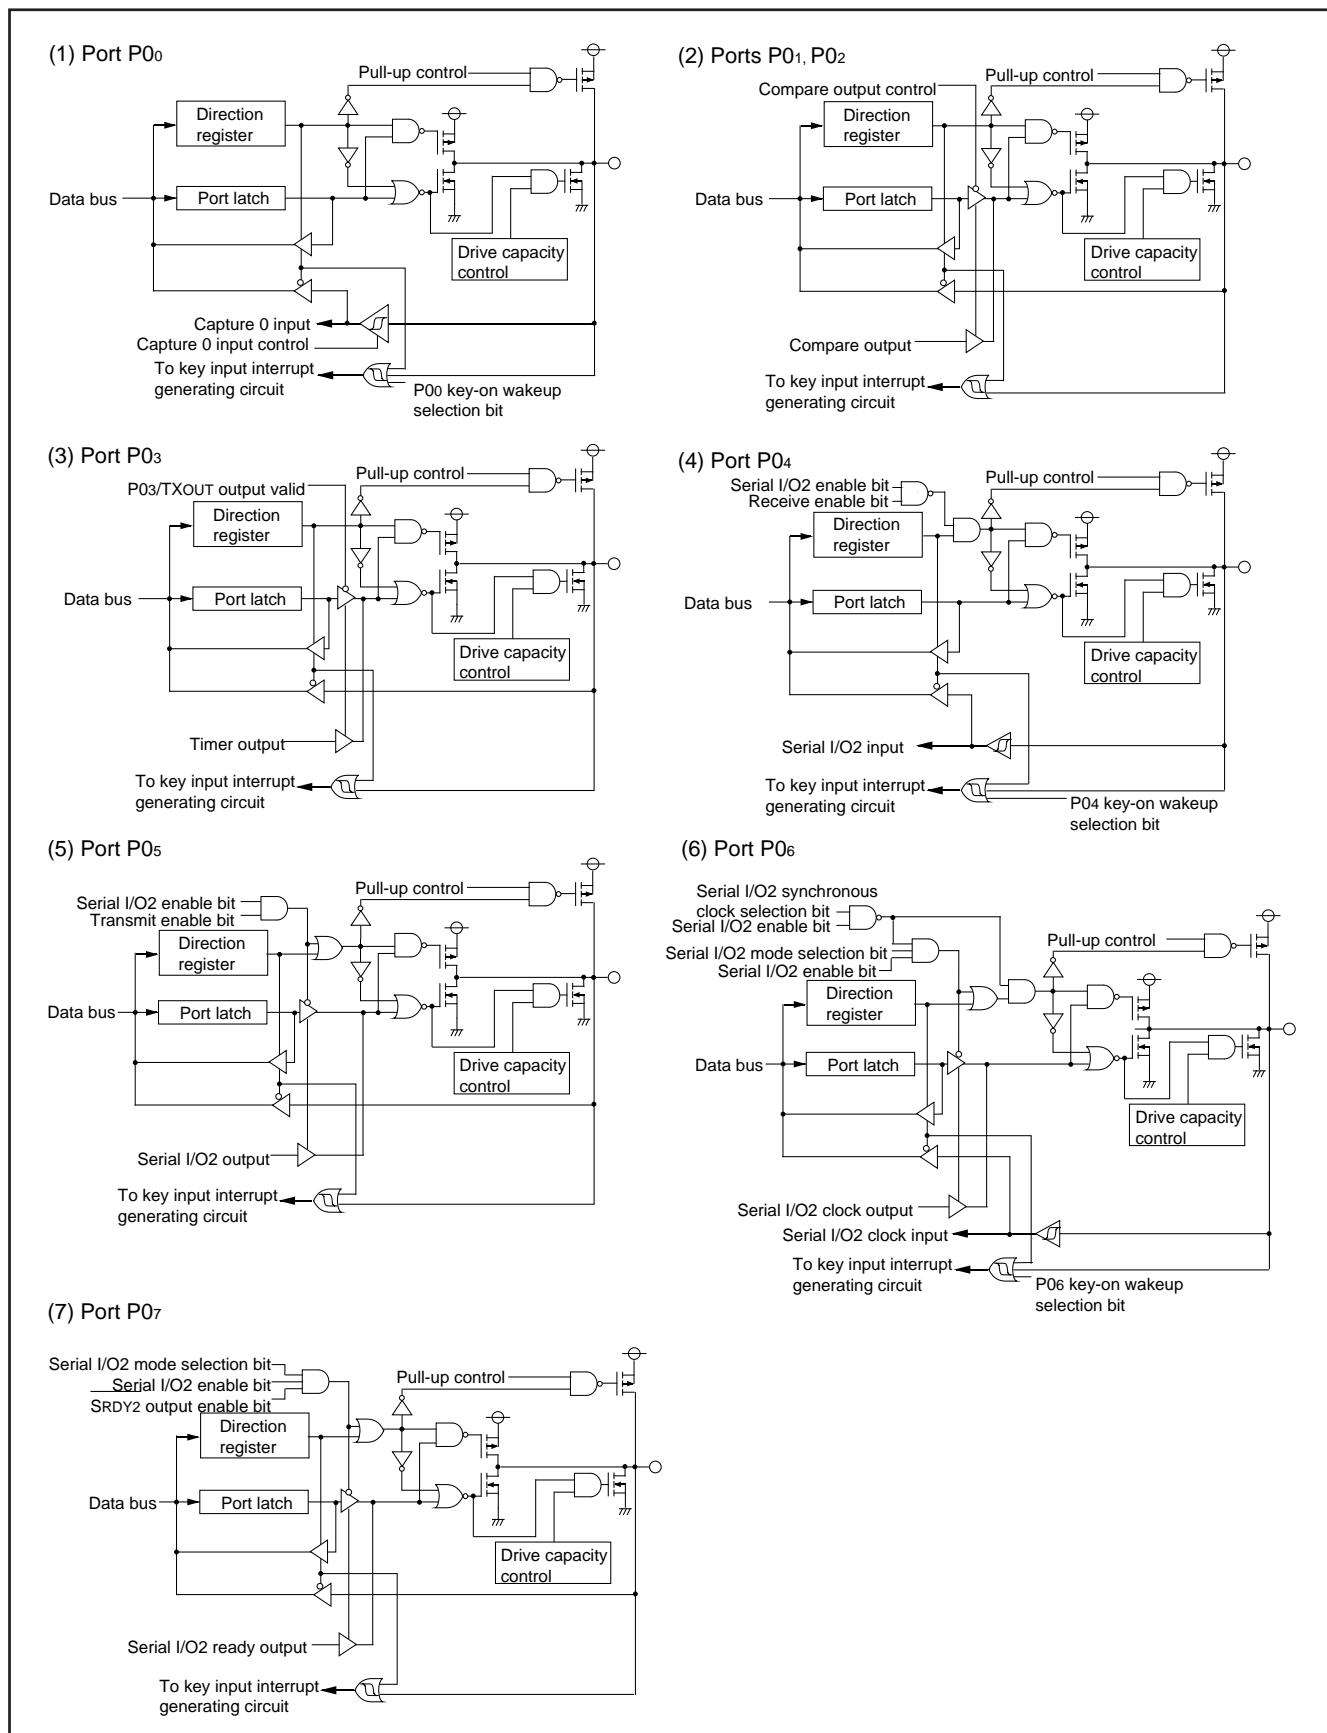 (1) Port P00
Pull-up control
Direction
register
Data bus
Port latch
Drive capacity
control
Capture 0 input
Capture 0 input control
To key input interrupt
generating circuit
P00 key-on wakeup
selection bit
(2) Ports P01, P02
Pull-up control
Compare output control
Direction
register
Data bus
Port latch
Drive capacity
control
Compare output
To key input interrupt
generating circuit
(3) Port P03
Pull-up control
P03/TXOUT output valid
Direction
register
Data bus
Port latch
Drive capacity
control
Timer output
To key input interrupt
generating circuit
(4) Port P04
Pull-up control
Serial I/O2 enable bit
Receive enable bit
Direction
register
Data bus
Port latch
Drive capacity
control
Serial I/O2 input
To key input interrupt
generating circuit
P04 key-on wakeup
selection bit
(5) Port P05
Pull-up control
Serial I/O2 enable bit
Transmit enable bit
Direction
register
Data bus
Port latch
Drive capacity
control
Serial I/O2 output
To key input interrupt
generating circuit
(6) Port P06
Serial I/O2 synchronous
clock selection bit
Serial I/O2 enable bit
Pull-up control
Serial I/O2 mode selection bit
Serial I/O2 enable bit
Direction
register
Data bus
Port latch
Drive capacity
control
Serial I/O2 clock output
Serial I/O2 clock input
To key input interrupt
generating circuit
P06 key-on wakeup
selection bit
(7) Port P07
Serial I/O2 mode selection bit
Serial I/O2 enable bit
SRDY2 output enable bit
Pull-up control
Direction
register
Data bus
Port latch
Drive capacity
control
Serial I/O2 ready output
To key input interrupt
generating circuit